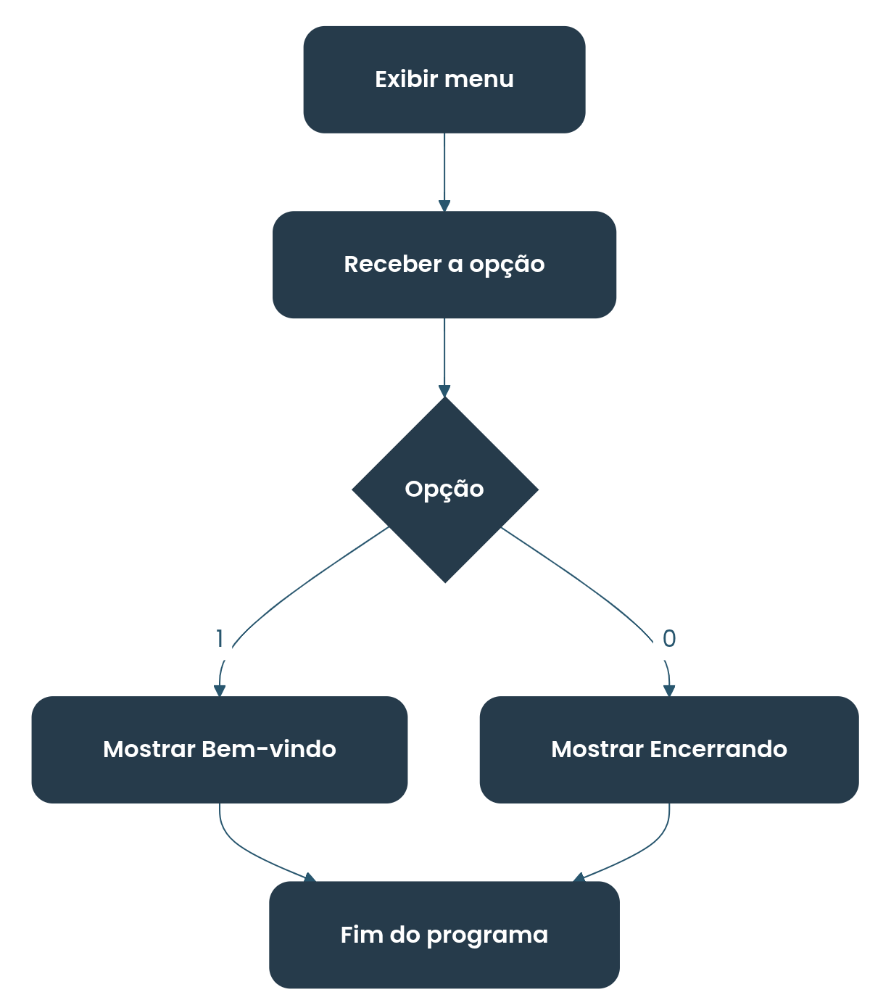 Exibir menu
Receber a opção
Opção
1
0
Mostrar Bem-vindo
Mostrar Encerrando
Fim do programa